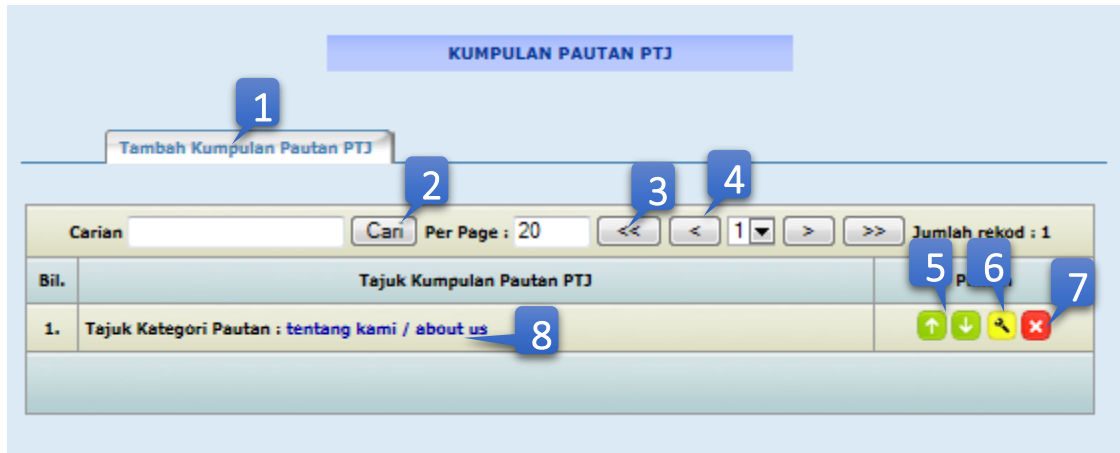 KUMPULAN PAUTAN PTJ
1
Tambah Kumpulan Pautan PTJ
2
3
4
Carian Cari Per Page : 20 << < 1 > >> Jumlah rekod : 1
5
6
7
Bil. Tajuk Kumpulan Pautan PTJ
1. Tajuk Kategori Pautan : tentang kami / about us
8